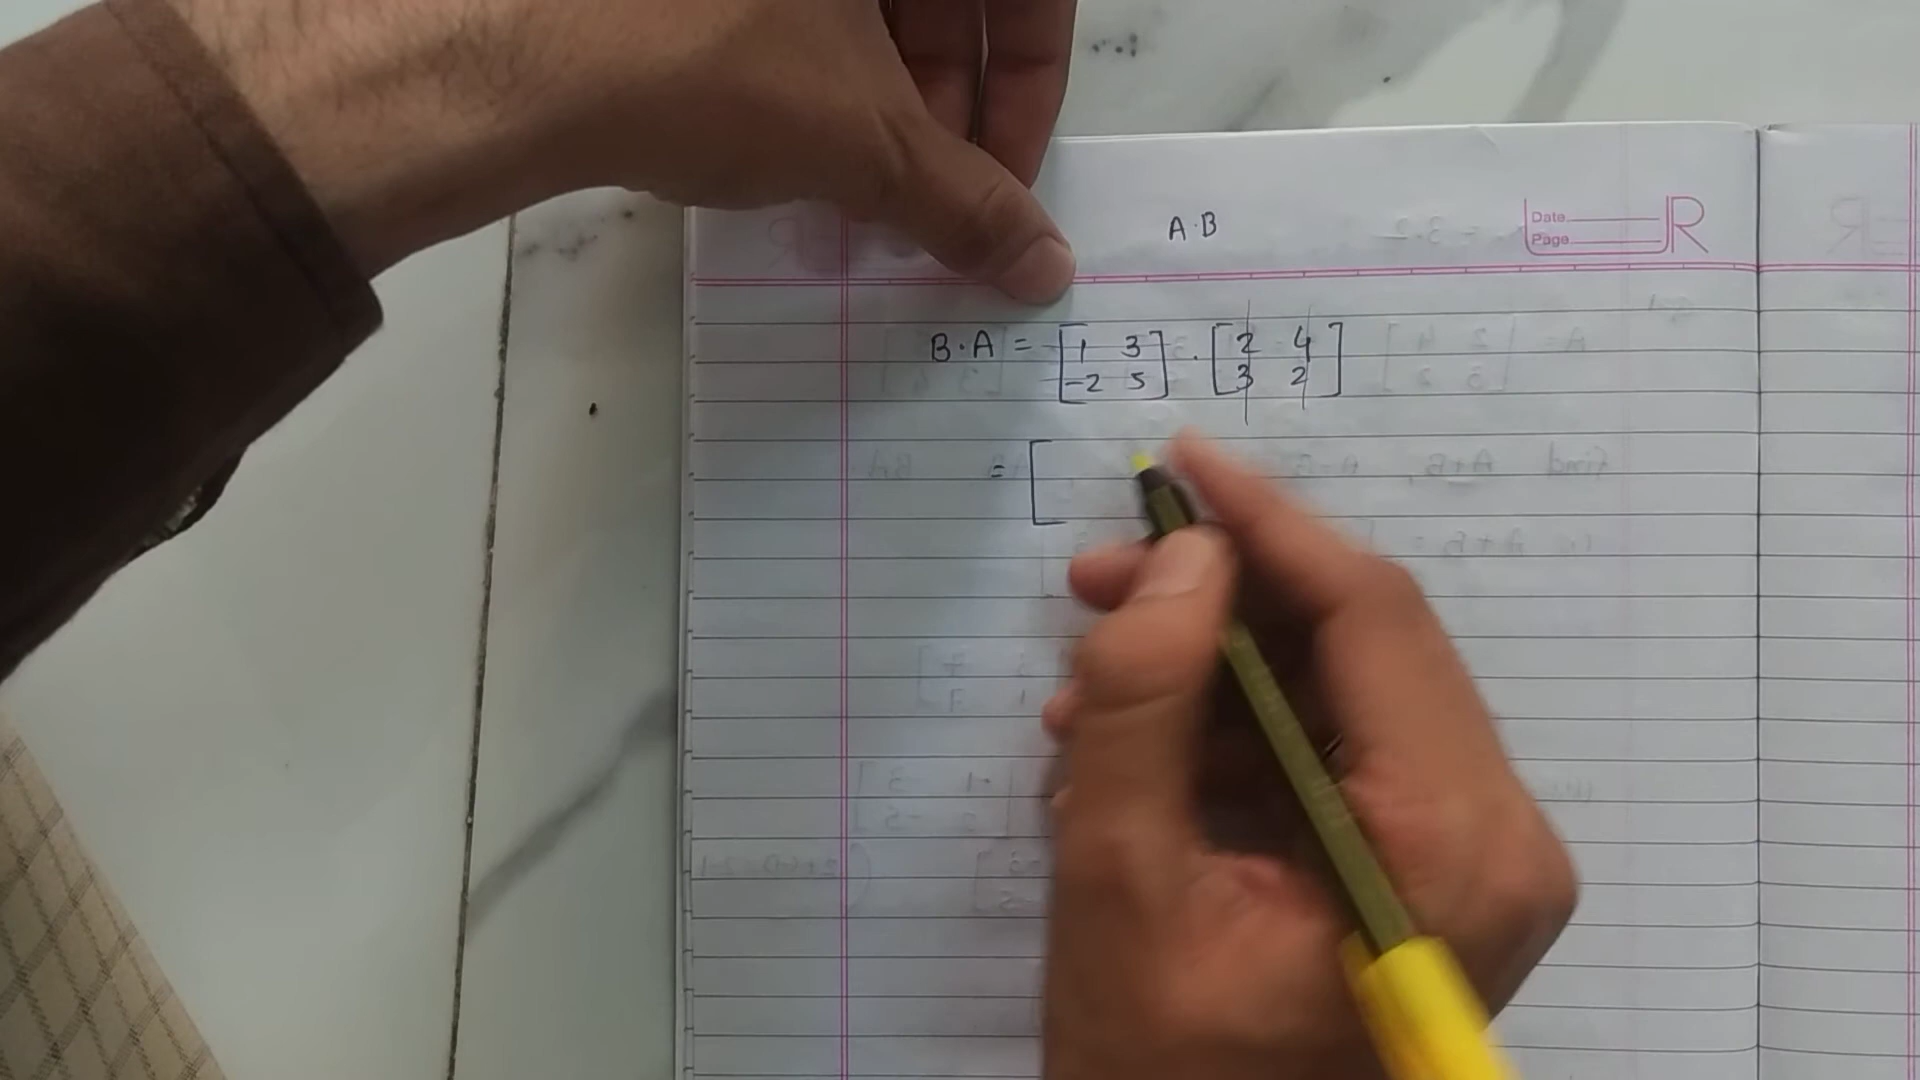 A·B
Date
Page
R
B·A = [1 3] · [2 4]
[-2 5] [3 2]
= [